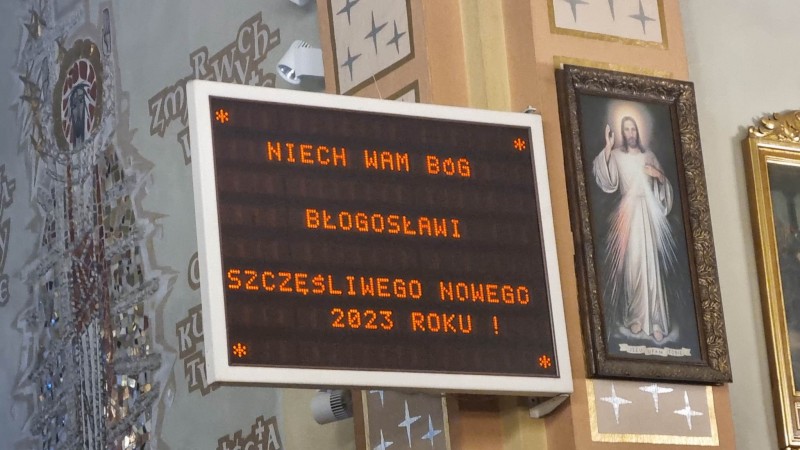 * *
NIECH WAM BÓG
BŁOGOSŁAWI
SZCZĘŚLIWEGO NOWEGO
2023 ROKU !
* *